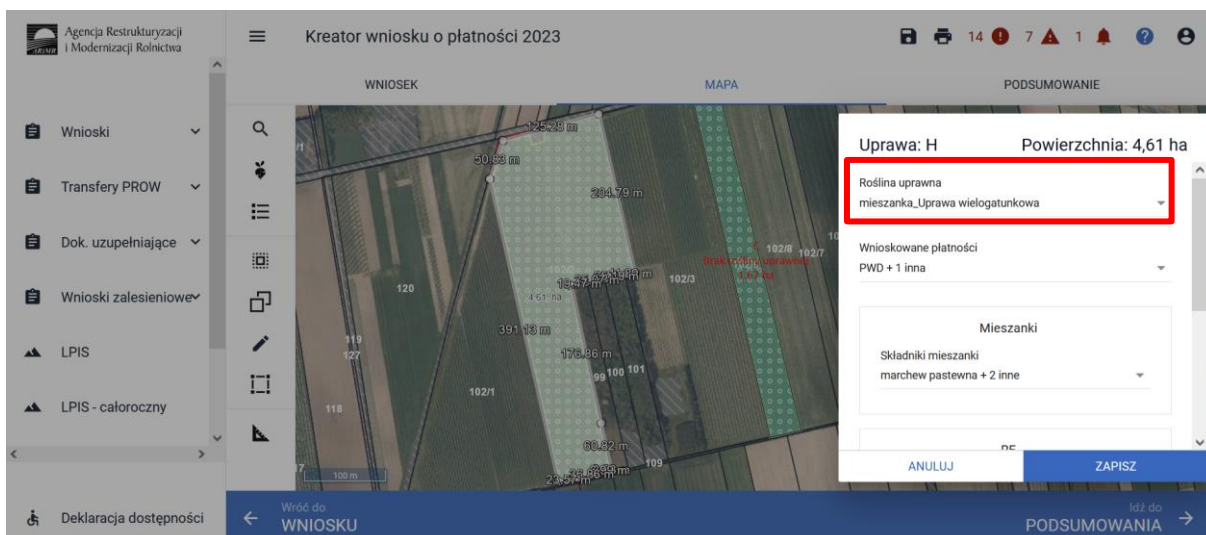 Agencja Restrukturyzacji
i Modernizacji Rolnictwa
ARiMR
Kreator wniosku o płatności 2023
14
7
1
WNIOSEK
MAPA
PODSUMOWANIE
Wnioski
Transfery PROW
Dok. uzupełniające
Wnioski zalesieniowe
LPIS
LPIS - całoroczny
Deklaracja dostępności
125.28 m
50.83 m
204.79 m
102/8
102/7
102/3
120
4.61 ha
391.13 m
119
127
176.86 m
99
100
101
102/1
118
60.82 m
109
100 m
Uprawa: H
Powierzchnia: 4,61 ha
Roślina uprawna
mieszanka_Uprawa wielogatunkowa
Wnioskowane płatności
PWD + 1 inna
Mieszanki
Składniki mieszanki
marchew pastewna + 2 inne
ANULUJ
ZAPISZ
Wróć do
WNIOSKU
Idź do
PODSUMOWANIA